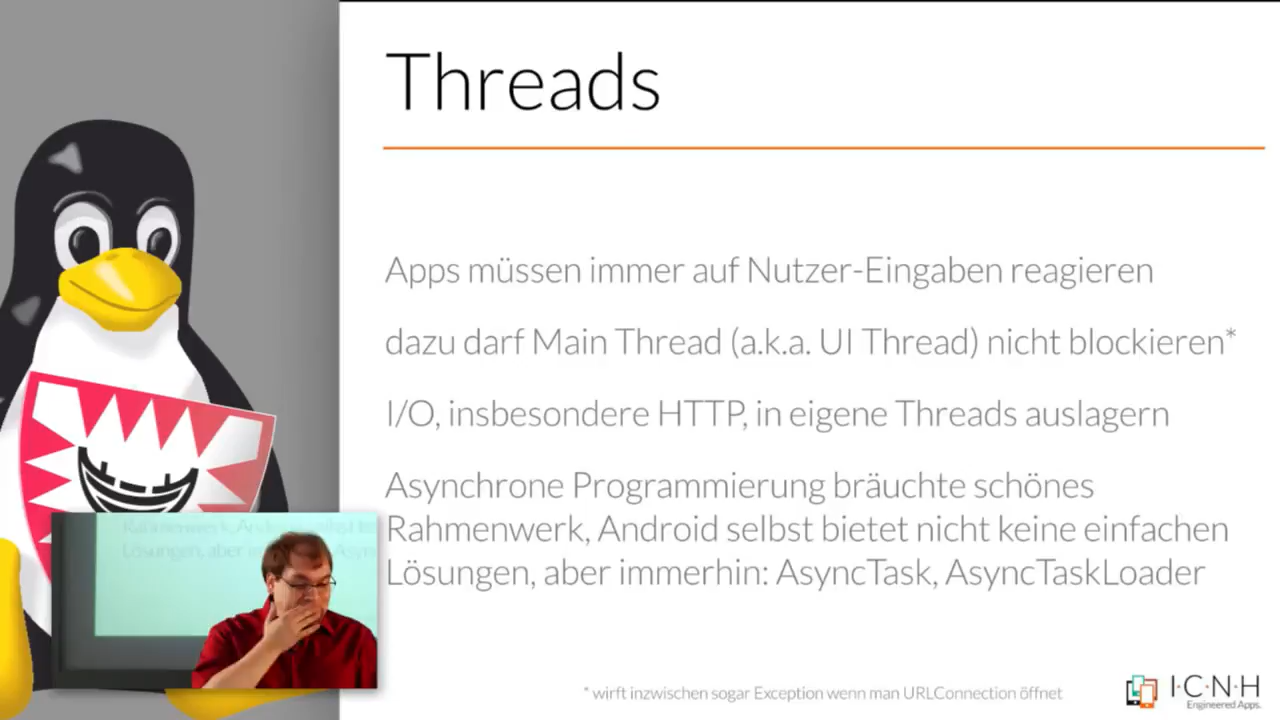 Threads
Apps müssen immer auf Nutzer-Eingaben reagieren
dazu darf Main Thread (a.k.a. UI Thread) nicht blockieren*
I/O, insbesondere HTTP, in eigene Threads auslagern
Asynchrone Programmierung bräuchte schönes
Rahmenwerk, Android selbst bietet nicht keine einfachen
Lösungen, aber immerhin: AsyncTask, AsyncTaskLoader
* wirft inzwischen sogar Exception wenn man URLConnection öffnet
I·C·N·H
Engineered Apps.